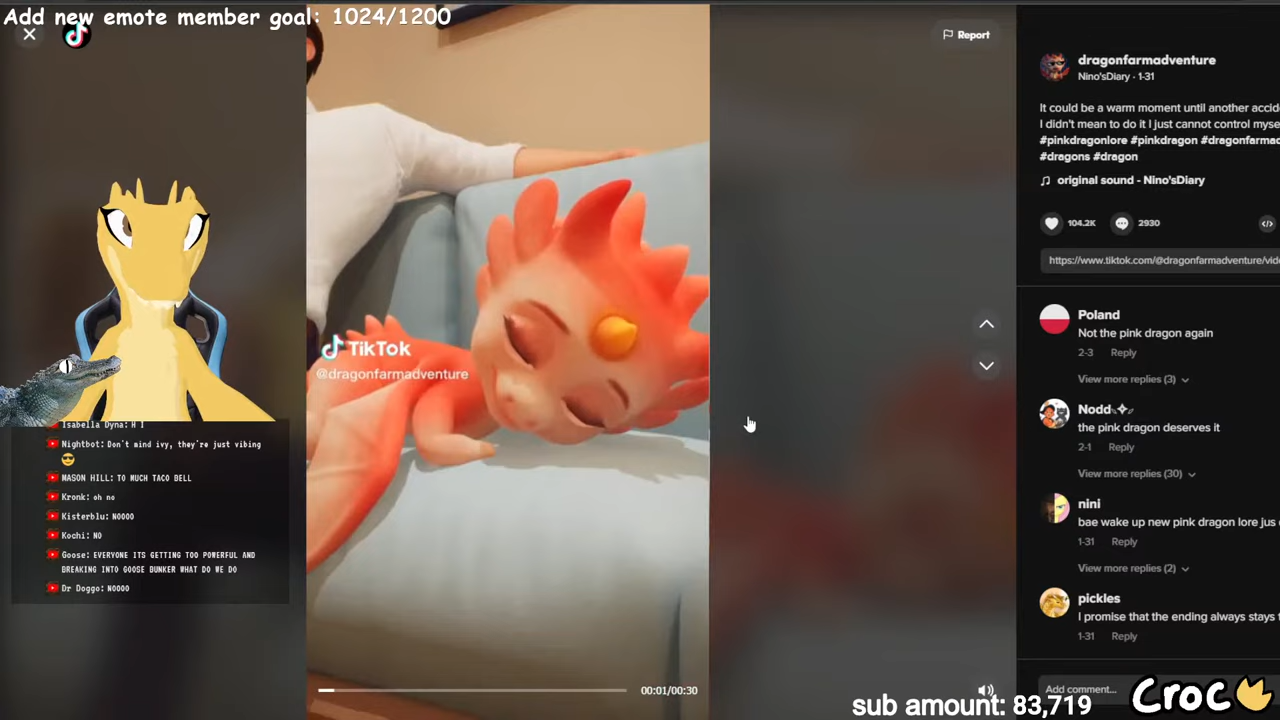 Add new emote member goal: 1024/1200
Report
TikTok
@dragonfarmadventure
00:01/00:30
Isabella Dyna: H I
Nightbot: Don't mind ivy, they're just vibing
MASON HILL: TO MUCH TACO BELL
Kronk: oh no
Kisterblu: NOOOO
Kochi: NO
Goose: EVERYONE ITS GETTING TOO POWERFUL AND
BREAKING INTO GOOSE BUNKER WHAT DO WE DO
Dr Doggo: NOOOO
dragonfarmadventure
Nino'sDiary · 1-31
It could be a warm moment until another accid
I didn't mean to do it I just cannot control myse
#pinkdragonlore #pinkdragon #dragonfarmad
#dragons #dragon
original sound - Nino'sDiary
104.2K
2930
https://www.tiktok.com/@dragonfarmadventure/vid
Poland
Not the pink dragon again
2-3 Reply
View more replies (3)
Nodd
the pink dragon deserves it
2-1 Reply
View more replies (30)
nini
bae wake up new pink dragon lore jus
1-31 Reply
View more replies (2)
pickles
I promise that the ending always stays
1-31 Reply
Add comment...
Croc
sub amount: 83,719